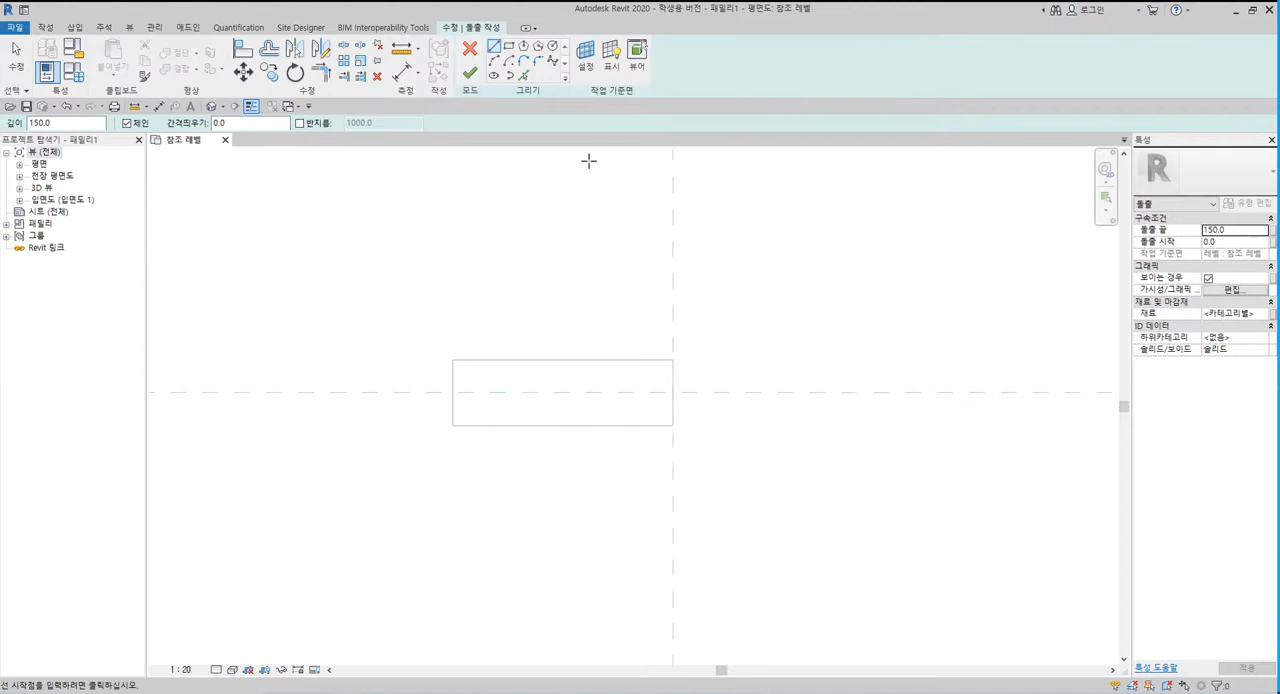 Autodesk Revit 2020 - 학생용 버전 - 패밀리1 - 평면도: 참조 레벨
로그인
파일 작성 삽입 주석 뷰 관리 애드인 Quantification Site Designer BIM Interoperability Tools 수정 | 돌출 작성
수정 붙여넣기 절단 결합 설정 표시 뷰어
선택 특성 클립보드 형상 수정 측정 작성 모드 그리기 작업 기준면
깊이 150.0 체인 간격띄우기: 0.0 반지름: 1000.0
프로젝트 탐색기 - 패밀리1
참조 레벨
특성
뷰 (전체)
평면
천장 평면도
3D 뷰
입면도 (입면도 1)
시트 (전체)
패밀리
그룹
Revit 링크
R
돌출 유형 편집
구속조건
돌출 끝 150.0
돌출 시작 0.0
작업 기준면 레벨 : 참조 레벨
그래픽
보이는 경우
가시성/그래픽 ... 편집...
재료 및 마감재
재료 <카테고리별>
ID 데이터
하위카테고리 <없음>
솔리드/보이드 솔리드
1 : 20
특성 도움말 적용
선 시작점을 입력하려면 클릭하십시오.
:0